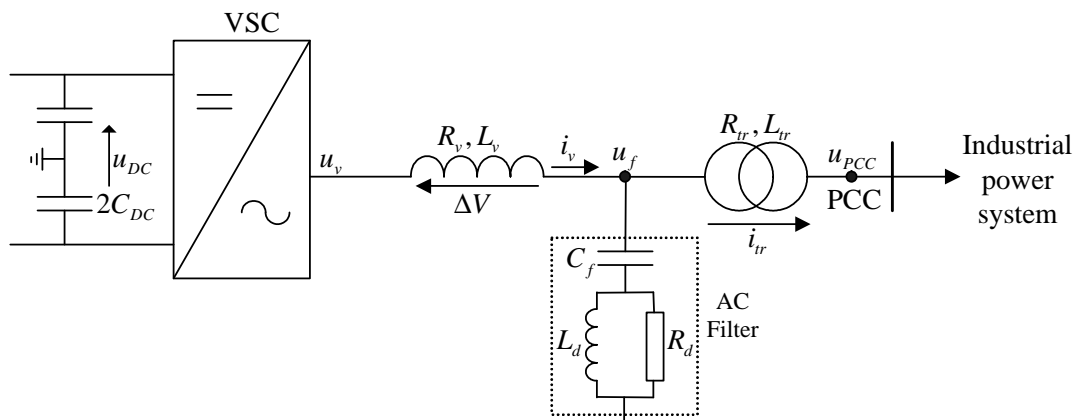 VSC
u_DC
2C_DC
u_v
R_v, L_v
i_v
ΔV
u_f
R_tr, L_tr
i_tr
u_PCC
PCC
Industrial
power
system
C_f
L_d
R_d
AC
Filter